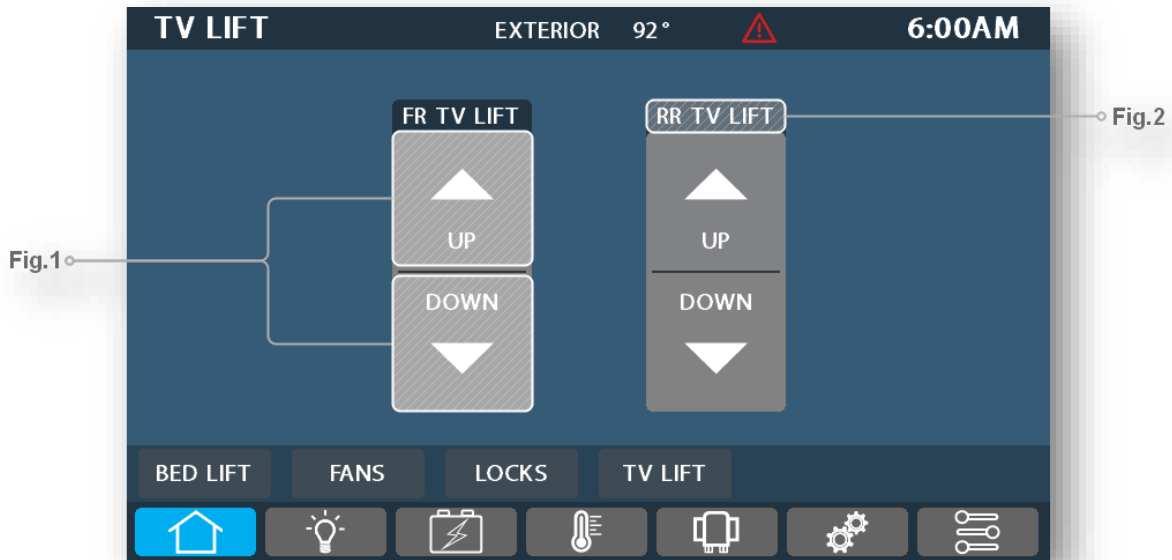 TV LIFT EXTERIOR 92° 6:00AM
FR TV LIFT RR TV LIFT
Fig.2
UP UP
Fig.1
DOWN DOWN
BED LIFT FANS LOCKS TV LIFT